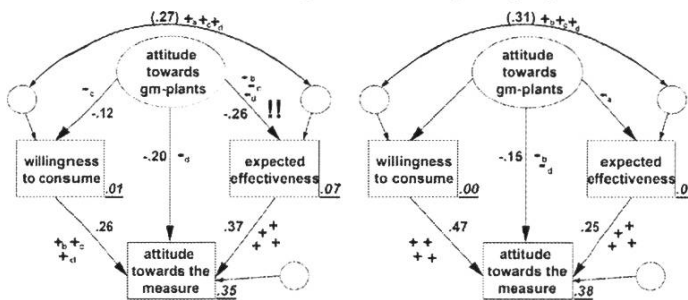 (.27) +a+c+d
attitude
towards
gm-plants
-c
-.12
-b
-c
-d
-.26 !!
willingness
to consume
.01
-.20
-d
expected
effectiveness
.07
+b +c
+d
.26
.37
+ +
+ +
attitude
towards the
measure
.35
(.31) +b+c+d
attitude
towards
gm-plants
-a
willingness
to consume
.00
-.15
-b
-d
expected
effectiveness
.0
+ +
+ +
.47
.25
+ +
+ +
attitude
towards the
measure
.38